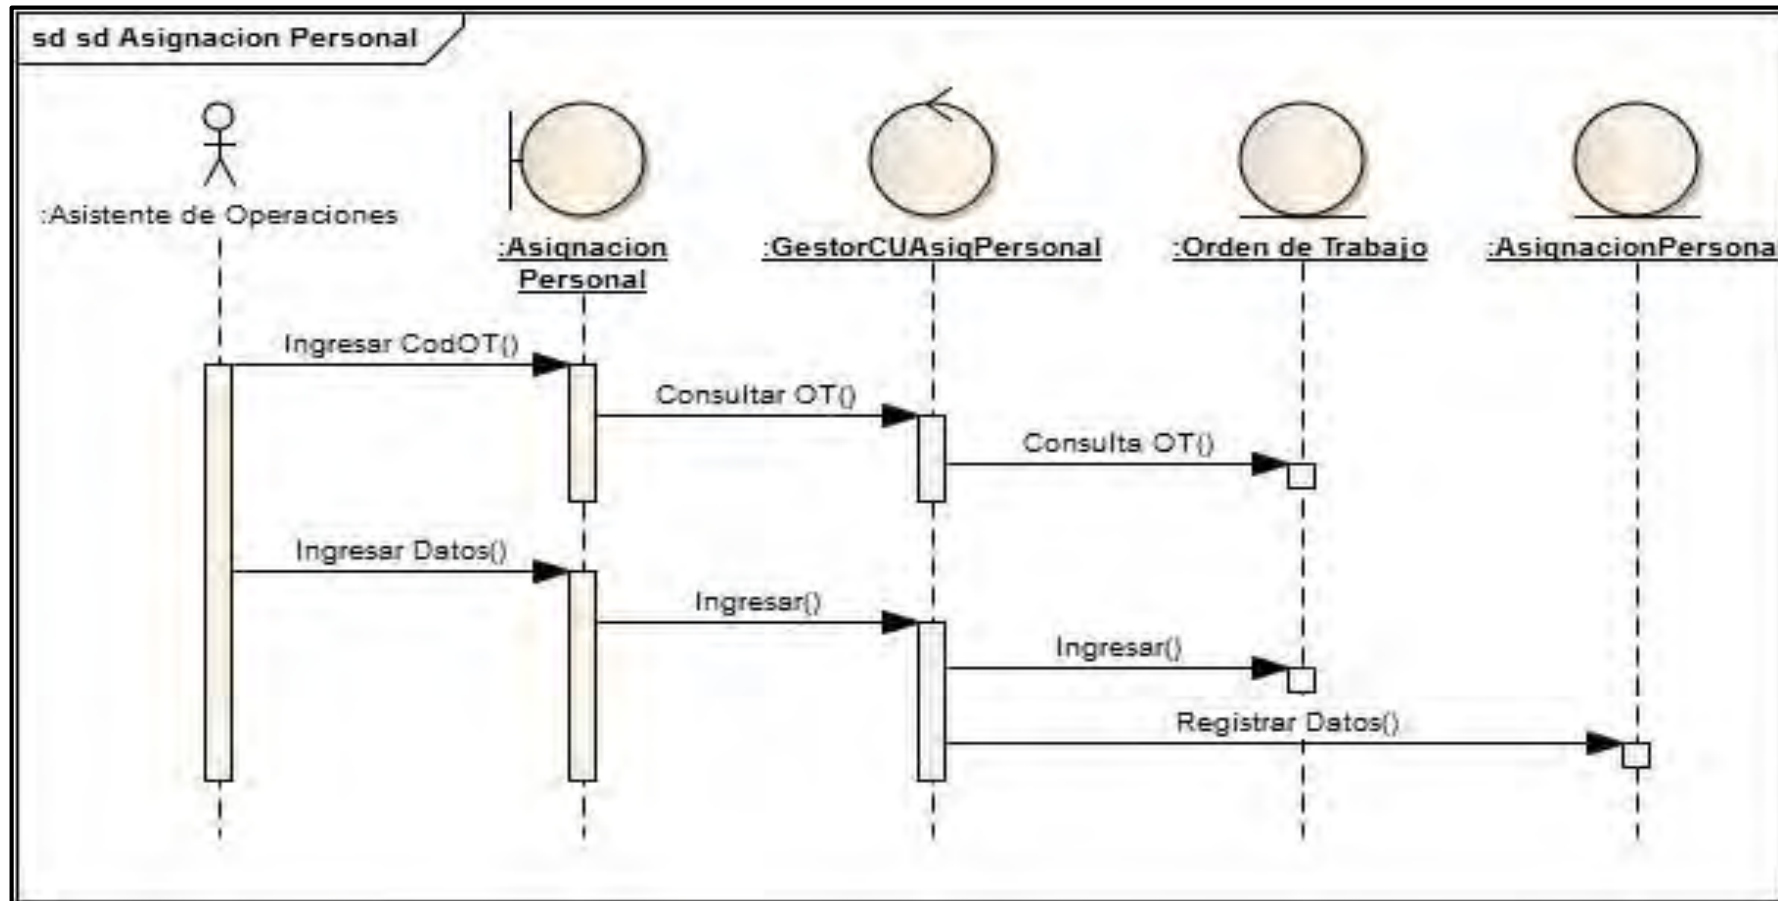 sd sd Asignacion Personal
:Asistente de Operaciones
:Asignacion
Personal
:GestorCUAsigPersonal
:Orden de Trabajo
:AsignacionPersonal
Ingresar CodOT()
Consultar OT()
Consulta OT()
Ingresar Datos()
Ingresar()
Ingresar()
Registrar Datos()